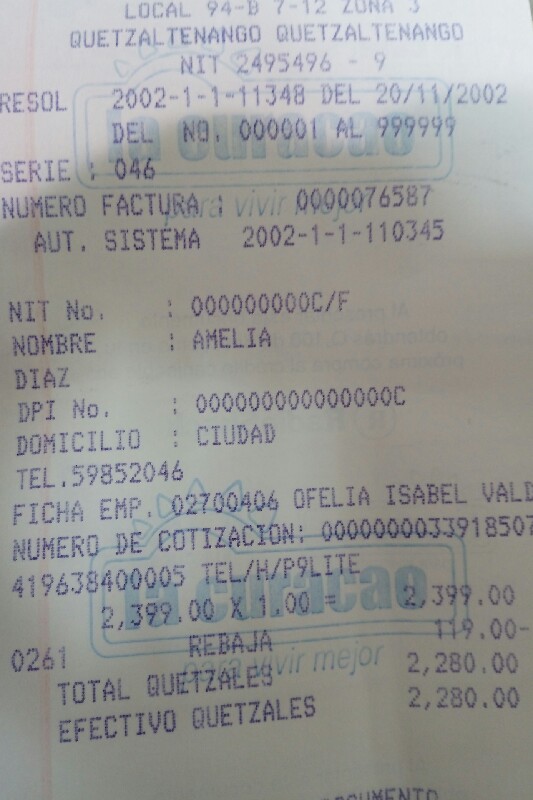 LOCAL 94-B 7-12 ZONA 3
QUETZALTENANGO QUETZALTENANGO
NIT 2495496 - 9
RESOL 2002-1-1-11348 DEL 20/11/2002
DEL NO. 000001 AL 999999
la curacao
SERIE : 046
NUMERO FACTURA : 0000076587
para vivir mejor
AUT. SISTEMA 2002-1-1-110345
NIT No. : 000000000C/F
NOMBRE : AMELIA
DIAZ
DPI No. : 000000000000000C
DOMICILIO : CIUDAD
TEL.59852046
FICHA EMP. 02700406 OFELIA ISABEL VALD
NUMERO DE COTIZACION: 0000000033918507
419638400005 TEL/H/P9LITE
la curacao
2,399.00 X 1.00 = 2,399.00
0261 REBAJA 119.00-
para vivir mejor
TOTAL QUETZALES 2,280.00
EFECTIVO QUETZALES 2,280.00